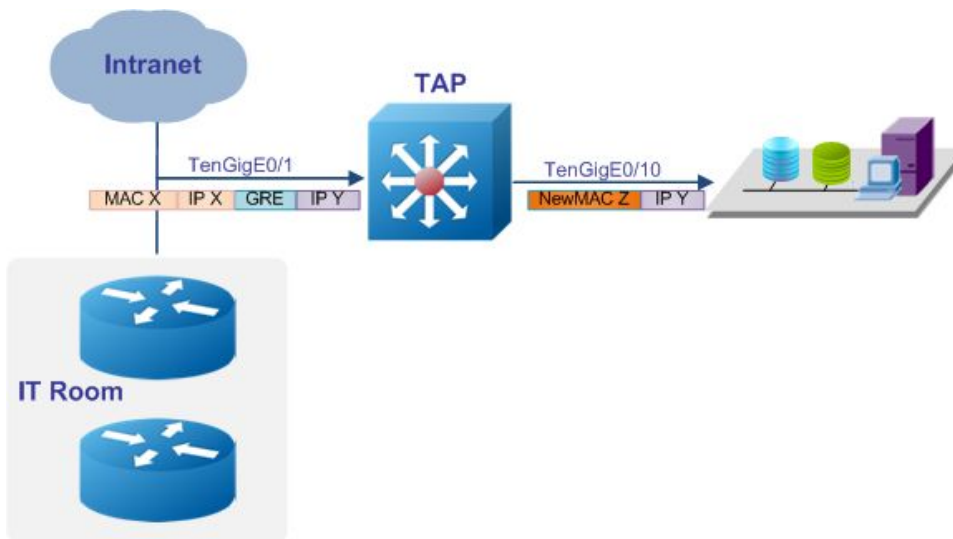 Intranet
TAP
TenGigE0/1
TenGigE0/10
MAC X IP X GRE IP Y
NewMAC Z IP Y
IT Room